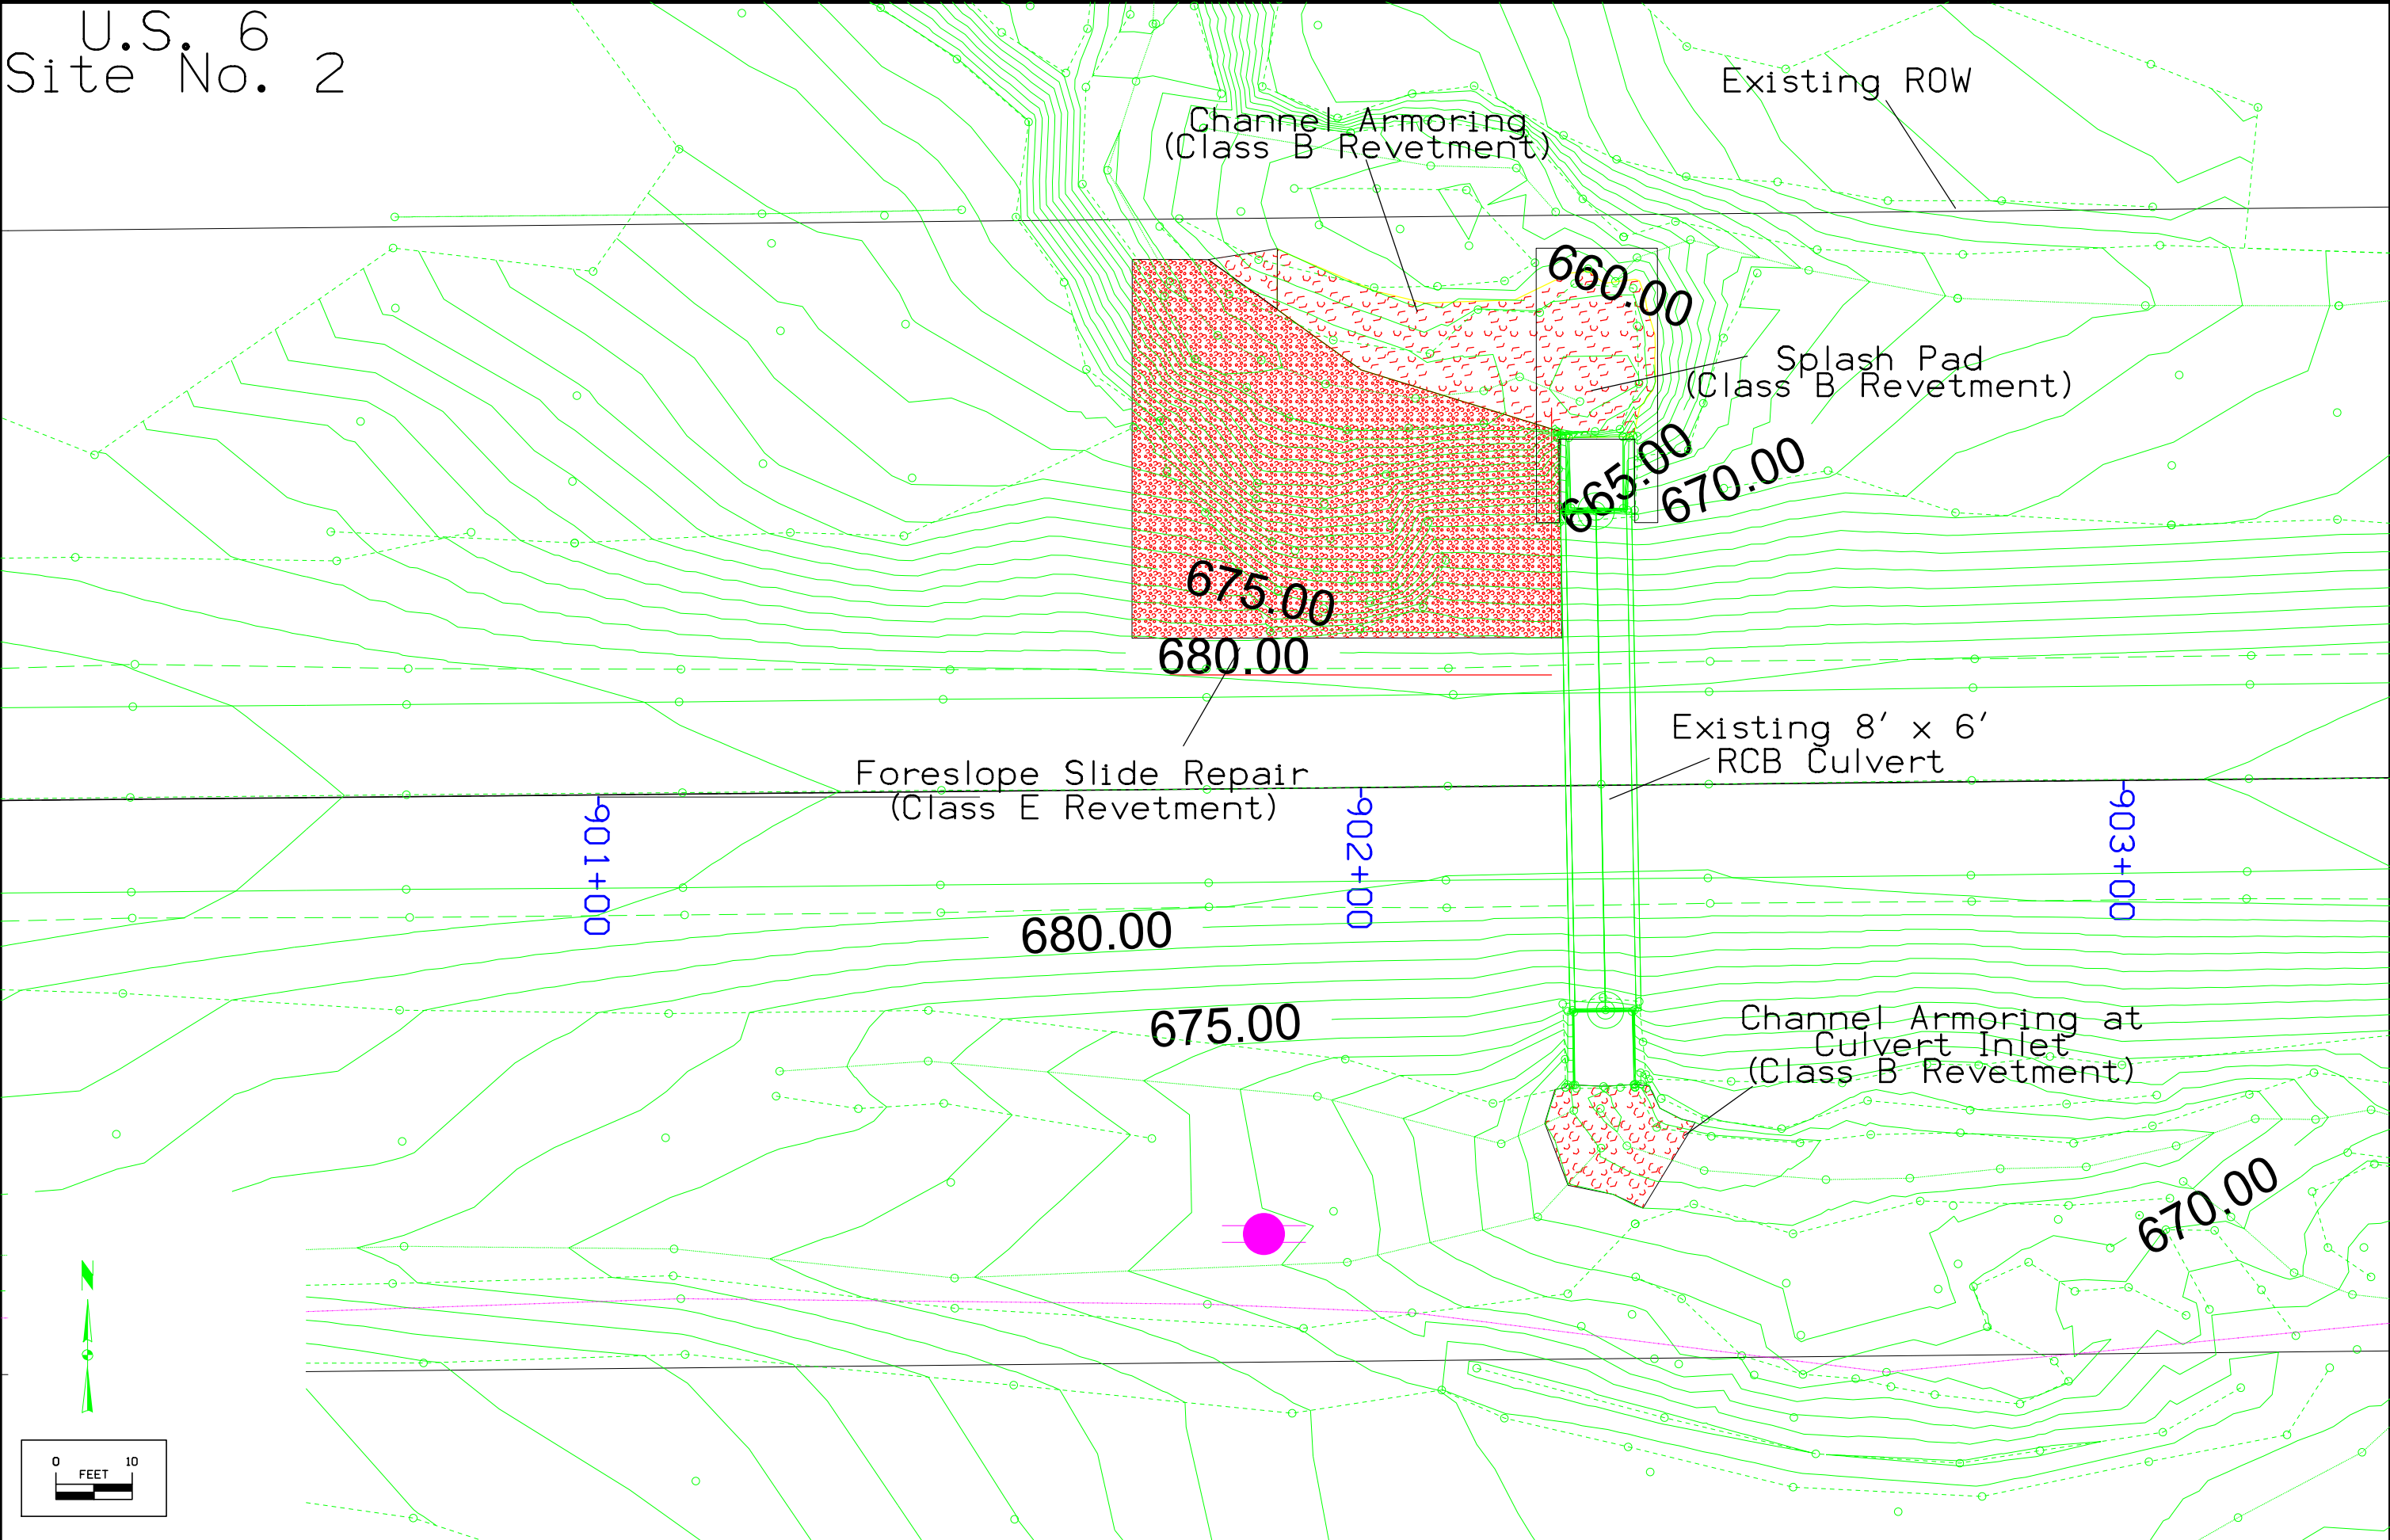 U.S. 6
Site No. 2
Existing ROW
Channel Armoring
(Class B Revetment)
660.00
Splash Pad
(Class B Revetment)
665.00
670.00
675.00
680.00
Existing 8' x 6'
RCB Culvert
Foreslope Slide Repair
(Class E Revetment)
901+00
902+00
903+00
680.00
675.00
Channel Armoring at
Culvert Inlet
(Class B Revetment)
670.00
N
0 10
FEET